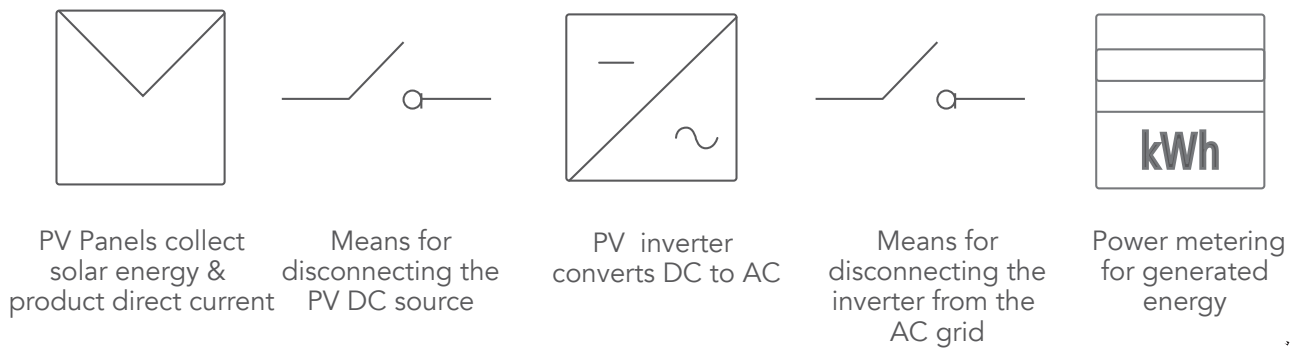 kWh
PV Panels collect
solar energy &
product direct current
Means for
disconnecting the
PV DC source
PV inverter
converts DC to AC
Means for
disconnecting the
inverter from the
AC grid
Power metering
for generated
energy